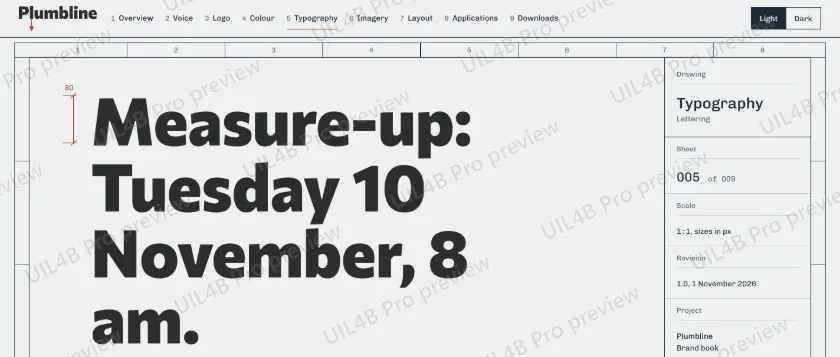 Plumbline
1 Overview 2 Voice 3 Logo 4 Colour 5 Typography 6 Imagery 7 Layout 8 Applications 9 Downloads
Light Dark
1 2 3 4 5 6 7 8
80
Measure-up:
Tuesday 10
November, 8
am.
Drawing
Typography
Lettering
Sheet
005 of 009
Scale
1:1, sizes in px
Revision
1.0, 1 November 2026
Project
Plumbline
Brand book
UIL4B Pro preview